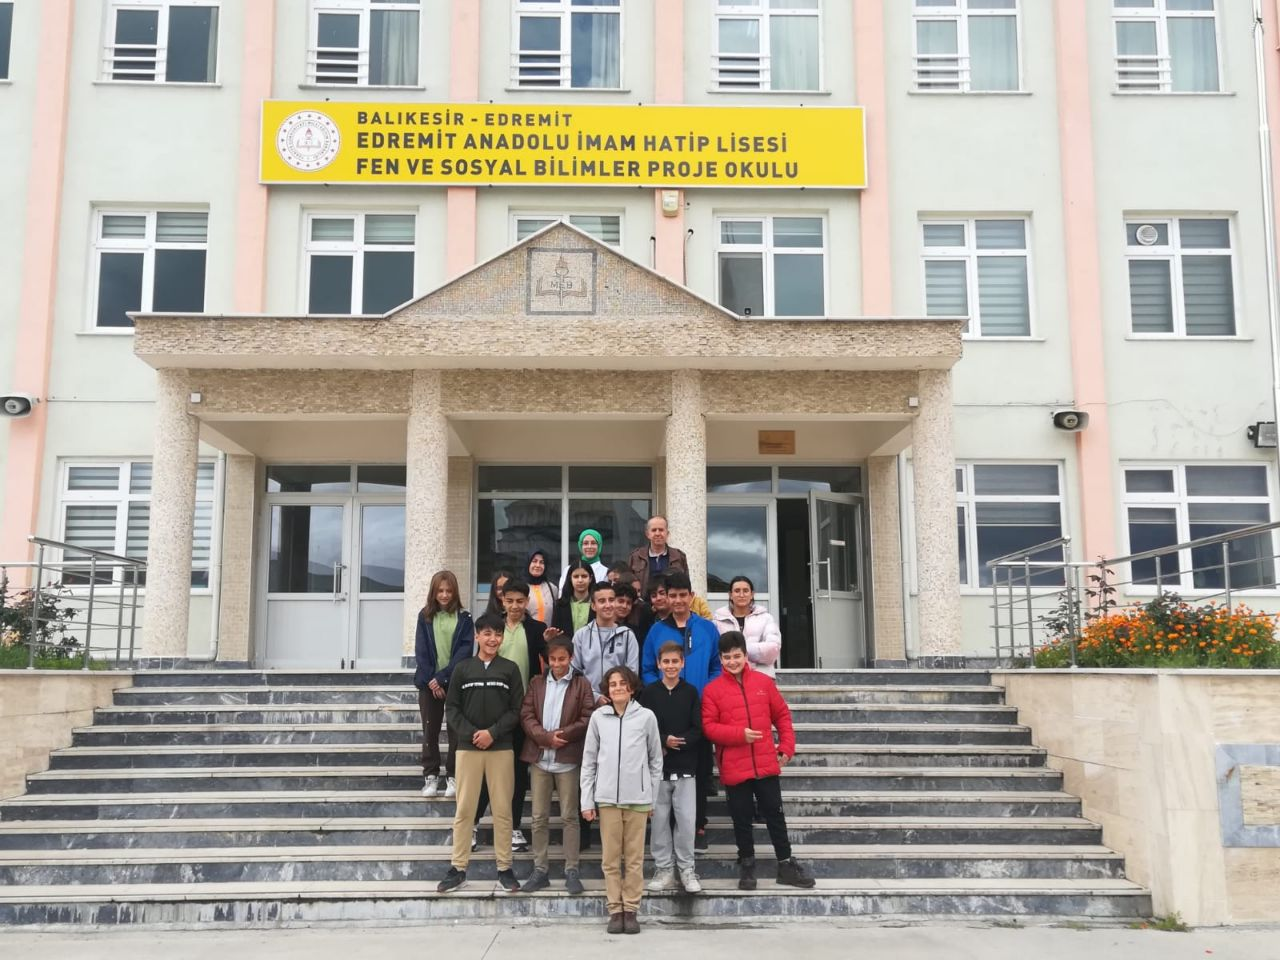 BALIKESİR - EDREMİT
EDREMİT ANADOLU İMAM HATİP LİSESİ
FEN VE SOSYAL BİLİMLER PROJE OKULU
MEB